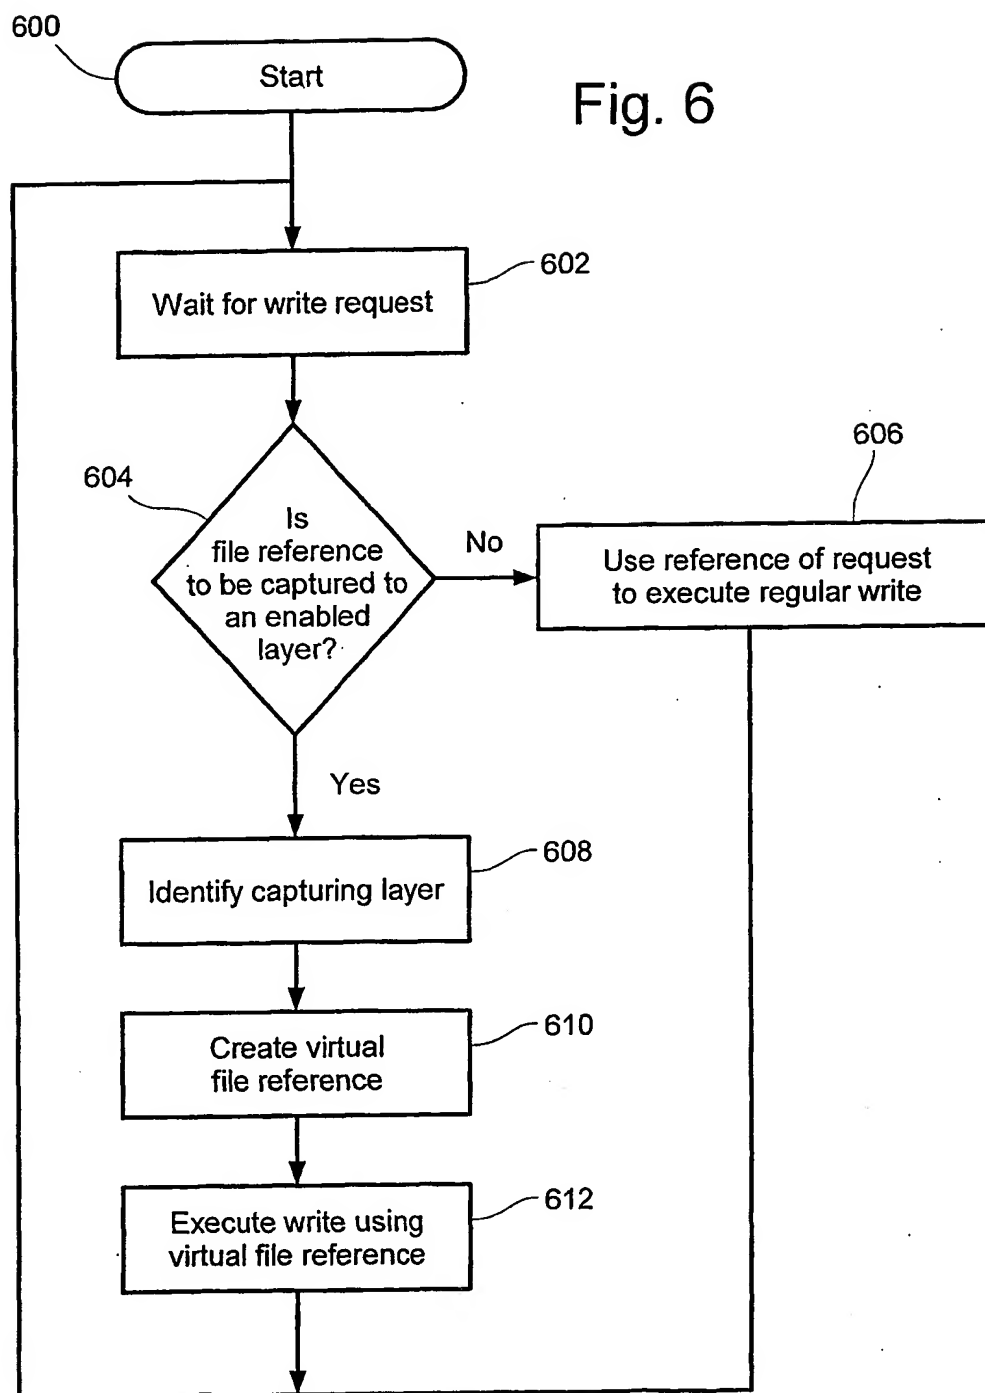 600
Start
Fig. 6
602
Wait for write request
604
Is
file reference
to be captured to
an enabled
layer?
No
606
Use reference of request
to execute regular write
Yes
608
Identify capturing layer
610
Create virtual
file reference
612
Execute write using
virtual file reference